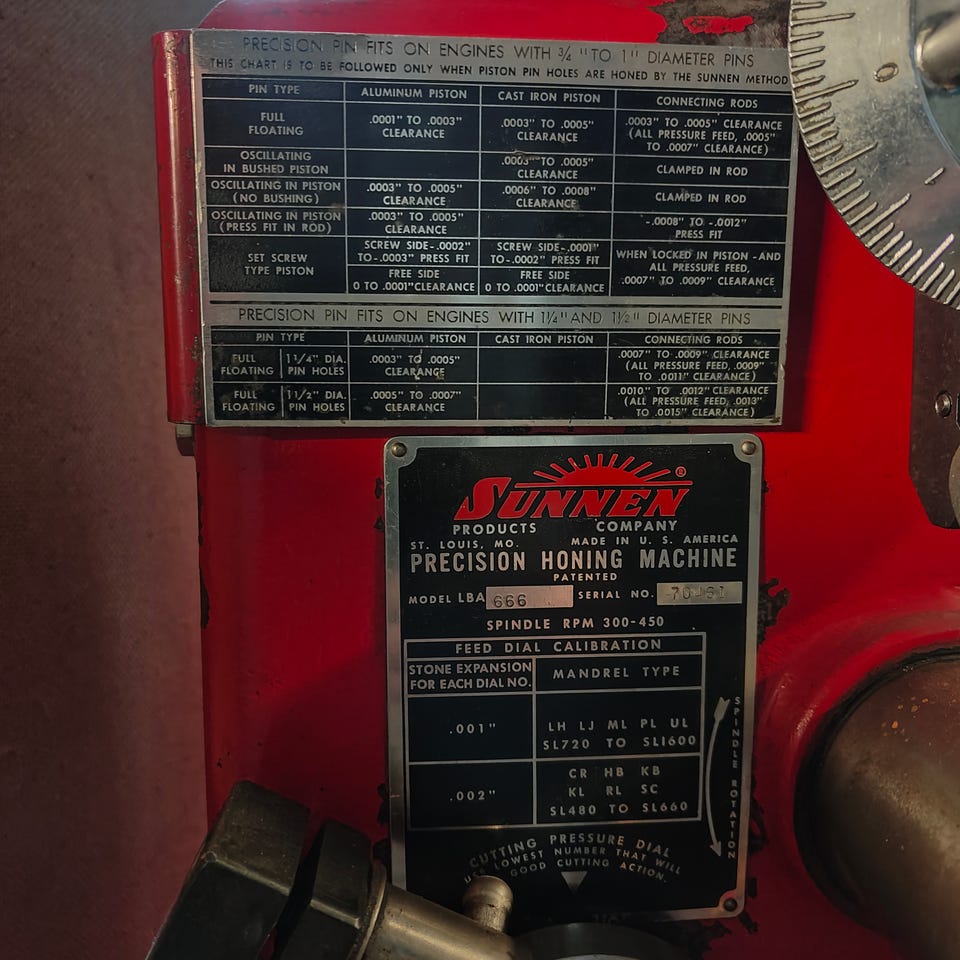 PRECISION PIN FITS ON ENGINES WITH ¾" TO 1" DIAMETER PINS
THIS CHART IS TO BE FOLLOWED ONLY WHEN PISTON PIN HOLES ARE HONED BY THE SUNNEN METHOD
PIN TYPE ALUMINUM PISTON CAST IRON PISTON CONNECTING RODS
FULL FLOATING .0001" TO .0003" CLEARANCE .0003" TO .0005" CLEARANCE .0003" TO .0005" CLEARANCE (ALL PRESSURE FEED, .0005" TO .0007" CLEARANCE)
OSCILLATING IN BUSHED PISTON .0003" TO .0005" CLEARANCE CLAMPED IN ROD
OSCILLATING IN PISTON (NO BUSHING) .0003" TO .0005" CLEARANCE .0006" TO .0008" CLEARANCE CLAMPED IN ROD
OSCILLATING IN PISTON (PRESS FIT IN ROD) .0003" TO .0005" CLEARANCE -.0008" TO -.0012" PRESS FIT
SET SCREW TYPE PISTON SCREW SIDE-.0002" TO-.0003" PRESS FIT SCREW SIDE-.0001" TO-.0002" PRESS FIT WHEN LOCKED IN PISTON-AND ALL PRESSURE FEED, .0007" TO .0009" CLEARANCE
FREE SIDE 0 TO .0001" CLEARANCE FREE SIDE 0 TO .0001" CLEARANCE
PRECISION PIN FITS ON ENGINES WITH 1¼" AND 1½" DIAMETER PINS
PIN TYPE ALUMINUM PISTON CAST IRON PISTON CONNECTING RODS
FULL FLOATING 1 1/4" DIA. PIN HOLES .0003" TO .0005" CLEARANCE .0007" TO .0009" CLEARANCE (ALL PRESSURE FEED, .0009" TO .0011" CLEARANCE)
FULL FLOATING 1 1/2" DIA. PIN HOLES .0005" TO .0007" CLEARANCE .0010" TO .0012" CLEARANCE (ALL PRESSURE FEED, .0013" TO .0015" CLEARANCE)
SUNNEN ®
PRODUCTS COMPANY
ST. LOUIS, MO. MADE IN U. S. AMERICA
PRECISION HONING MACHINE
PATENTED
MODEL LBA 666 SERIAL NO.
SPINDLE RPM 300-450
FEED DIAL CALIBRATION
STONE EXPANSION FOR EACH DIAL NO. MANDREL TYPE
.001" LH LJ ML PL UL
SL720 TO SL1600
.002" CR HB KB
KL RL SC
SL480 TO SL660
SPINDLE ROTATION
CUTTING PRESSURE DIAL
USE LOWEST NUMBER THAT WILL
GOOD CUTTING ACTION.